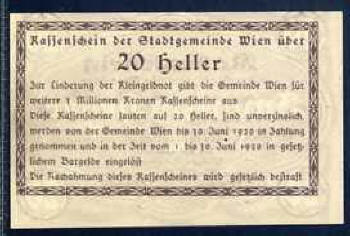 Kassenschein der Stadtgemeinde Wien über
20 Heller
Zur Linderung der Kleingeldnot gibt die Gemeinde Wien für
weitere 3 Millionen Kronen Kassenscheine aus
Diese Kassenscheine lauten auf 20 Heller, sind unverzinslich
werden von der Gemeinde Wien bis 30 Juni 1920 in Zahlung
genommen und in der Zeit vom 1 bis 30 Juni 1920 in gesetz-
lichem Bargelde eingelöst
Die Nachahmung dieses Kassenscheines wird gesetzlich bestraft